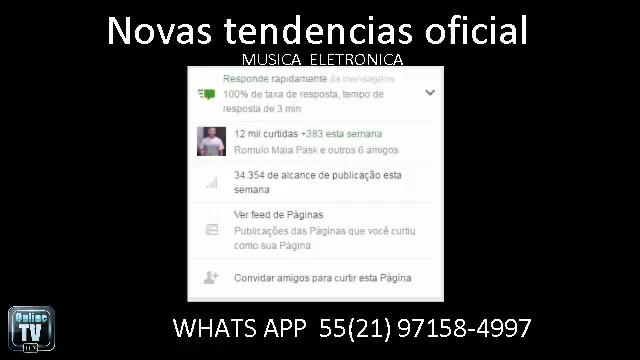 Novas tendencias oficial
MUSICA ELETRONICA
Responde rapidamente às mensagens
100% de taxa de resposta, tempo de
resposta de 3 min
12 mil curtidas +383 esta semana
Romulo Maia Pask e outros 6 amigos
34.354 de alcance de publicação esta
semana
Ver feed de Páginas
Publicações das Páginas que você curtiu
como sua Página
Convidar amigos para curtir esta Página
Online
TV
WHATS APP 55(21) 97158-4997